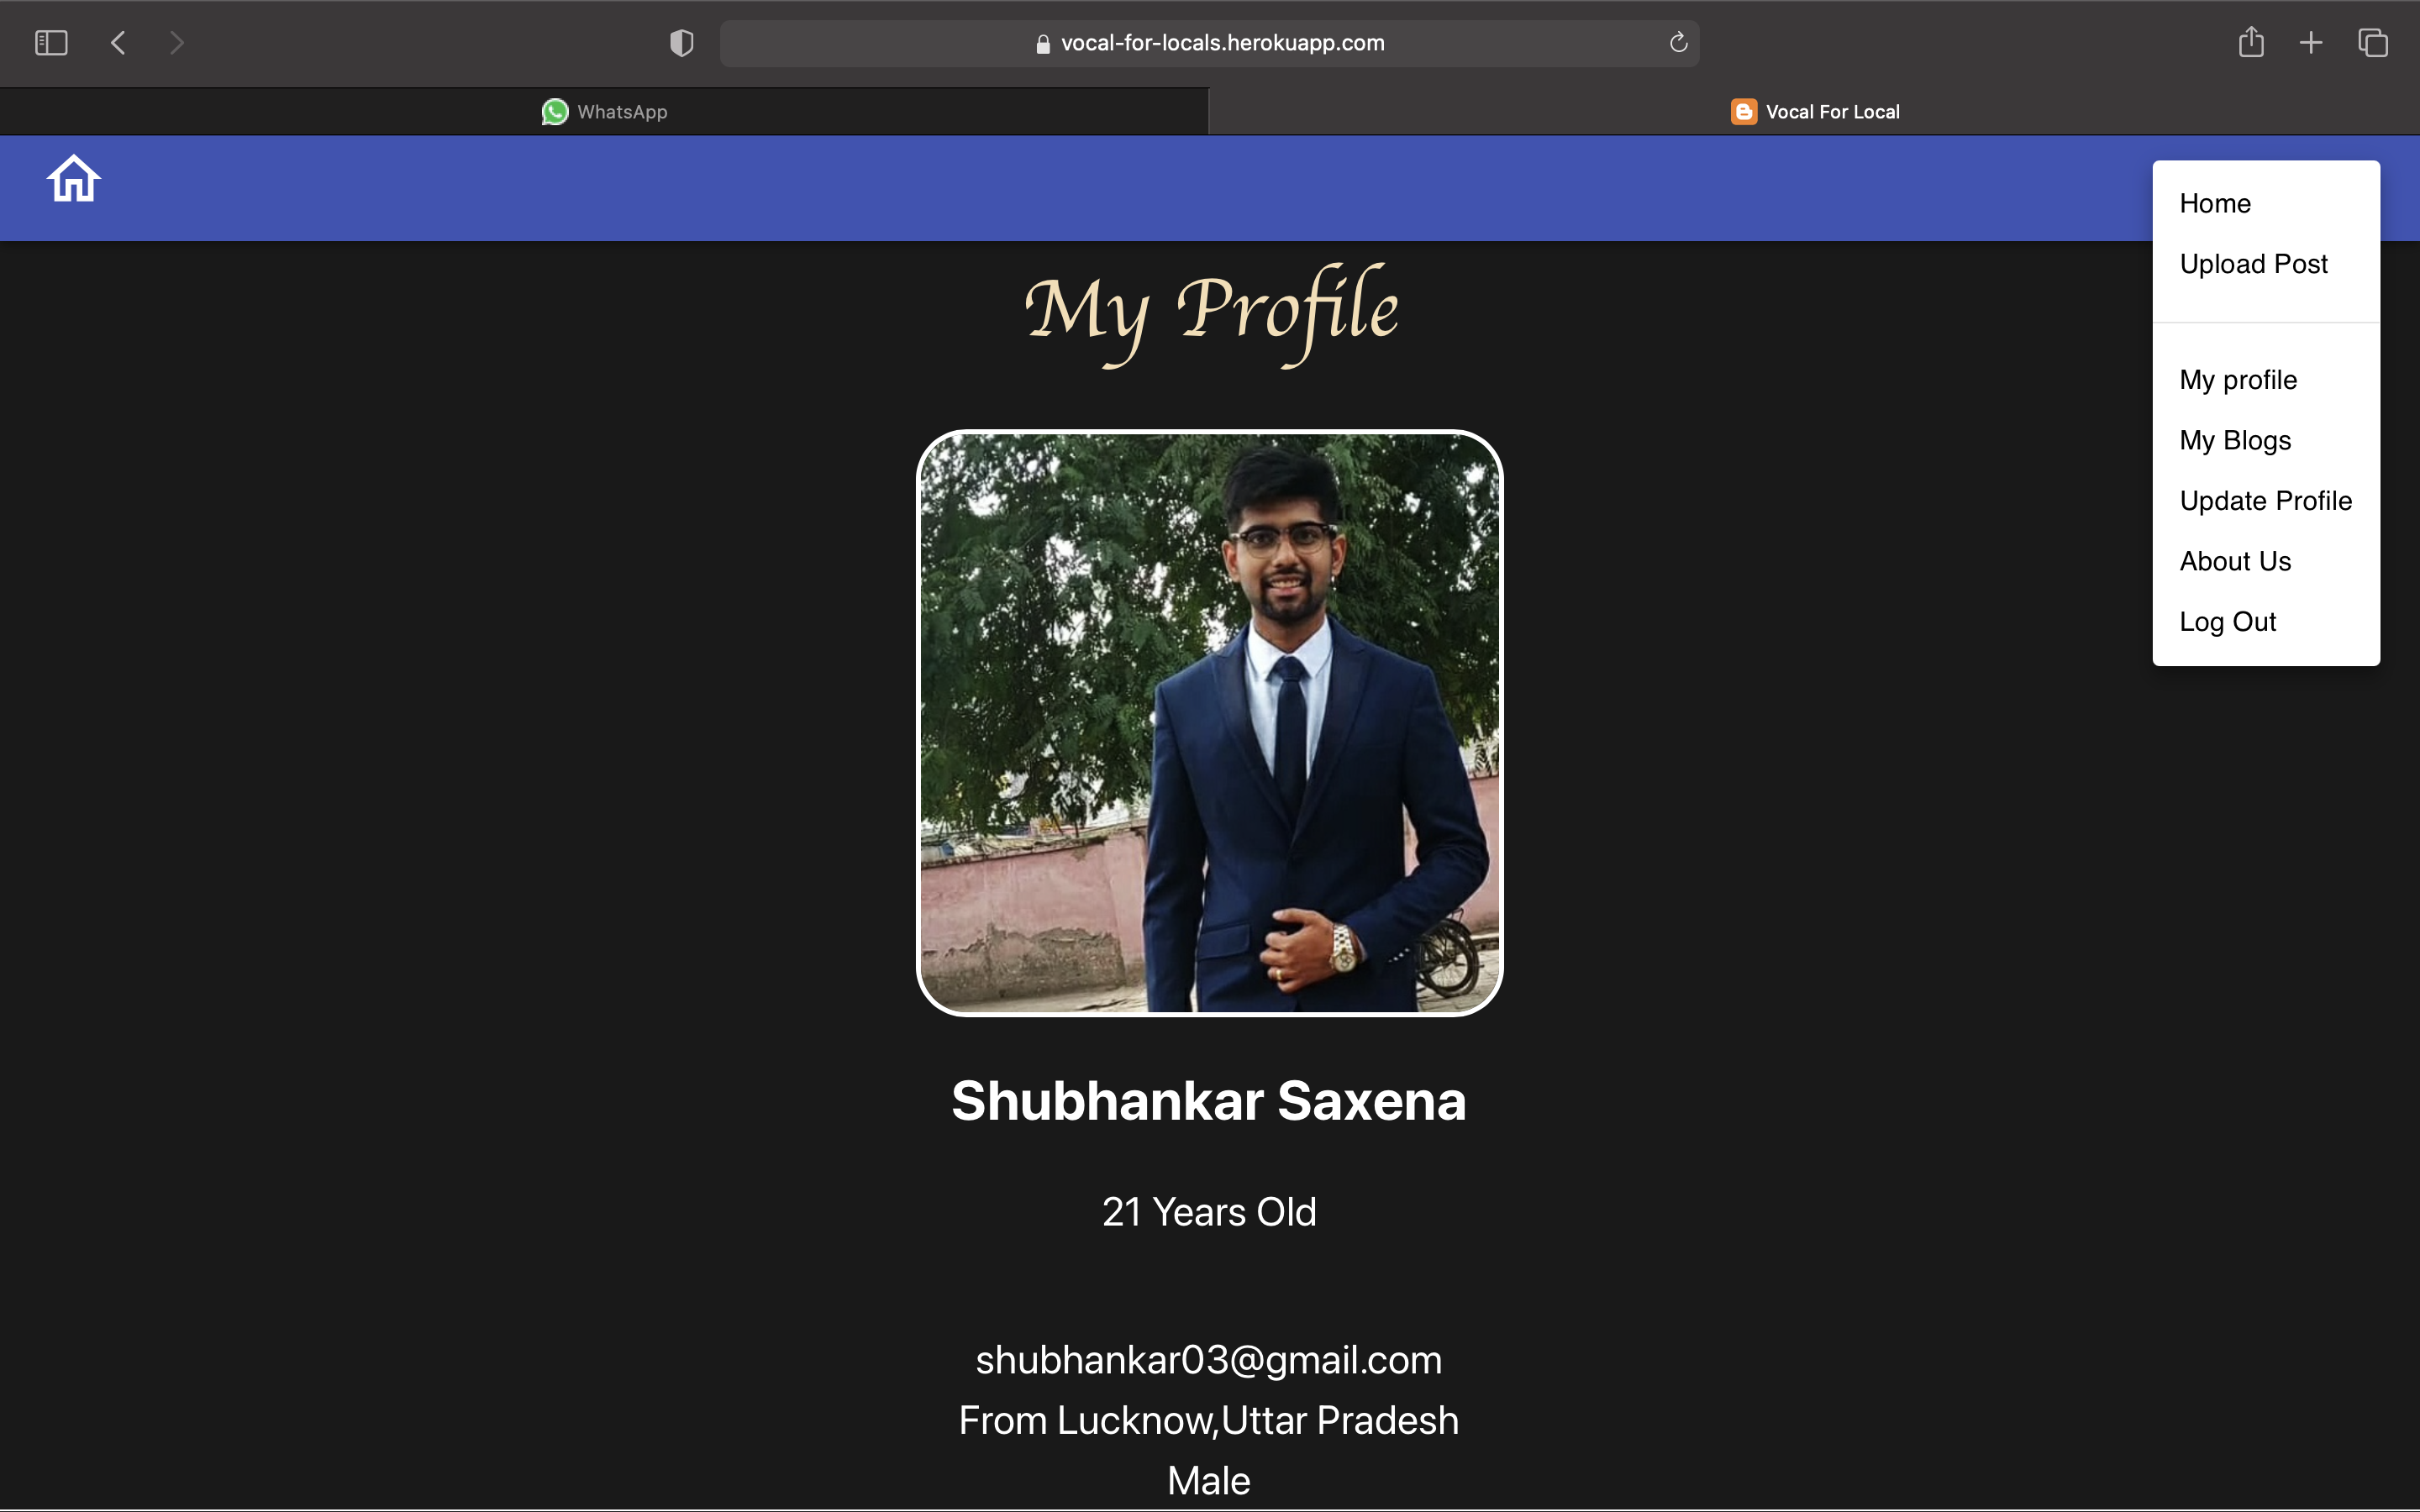 vocal-for-locals.herokuapp.com
WhatsApp
Vocal For Local
Home
Upload Post
My profile
My Blogs
Update Profile
About Us
Log Out
My Profile
Shubhankar Saxena
21 Years Old
shubhankar03@gmail.com
From Lucknow,Uttar Pradesh
Male